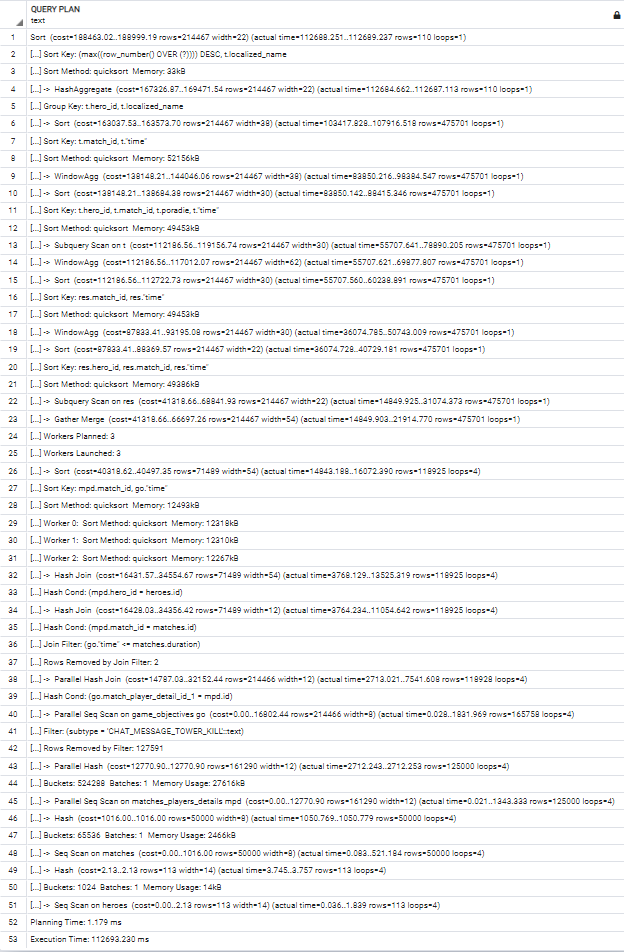 QUERY PLAN
text
1 Sort (cost=188463.02..188999.19 rows=214467 width=22) (actual time=112688.251..112689.237 rows=110 loops=1)
2 [...] Sort Key: (max((row_number() OVER (?)))) DESC, t.localized_name
3 [...] Sort Method: quicksort Memory: 33kB
4 [...] -> HashAggregate (cost=167326.87..169471.54 rows=214467 width=22) (actual time=112684.662..112687.113 rows=110 loops=1)
5 [...] Group Key: t.hero_id, t.localized_name
6 [...] -> Sort (cost=163037.53..163573.70 rows=214467 width=38) (actual time=103417.828..107916.518 rows=475701 loops=1)
7 [...] Sort Key: t.match_id, t."time"
8 [...] Sort Method: quicksort Memory: 52156kB
9 [...] -> WindowAgg (cost=138148.21..144046.06 rows=214467 width=38) (actual time=83850.216..98384.547 rows=475701 loops=1)
10 [...] -> Sort (cost=138148.21..138684.38 rows=214467 width=30) (actual time=83850.142..88415.346 rows=475701 loops=1)
11 [...] Sort Key: t.hero_id, t.match_id, t.poradie, t."time"
12 [...] Sort Method: quicksort Memory: 49453kB
13 [...] -> Subquery Scan on t (cost=112186.56..119156.74 rows=214467 width=30) (actual time=55707.641..78890.205 rows=475701 loops=1)
14 [...] -> WindowAgg (cost=112186.56..117012.07 rows=214467 width=62) (actual time=55707.621..69877.807 rows=475701 loops=1)
15 [...] -> Sort (cost=112186.56..112722.73 rows=214467 width=30) (actual time=55707.560..60238.891 rows=475701 loops=1)
16 [...] Sort Key: res.match_id, res."time"
17 [...] Sort Method: quicksort Memory: 49453kB
18 [...] -> WindowAgg (cost=87833.41..93195.08 rows=214467 width=30) (actual time=36074.785..50743.009 rows=475701 loops=1)
19 [...] -> Sort (cost=87833.41..88369.57 rows=214467 width=22) (actual time=36074.728..40729.181 rows=475701 loops=1)
20 [...] Sort Key: res.hero_id, res.match_id, res."time"
21 [...] Sort Method: quicksort Memory: 49386kB
22 [...] -> Subquery Scan on res (cost=41318.66..68841.93 rows=214467 width=22) (actual time=14849.925..31074.373 rows=475701 loops=1)
23 [...] -> Gather Merge (cost=41318.66..66697.26 rows=214467 width=54) (actual time=14849.903..21914.770 rows=475701 loops=1)
24 [...] Workers Planned: 3
25 [...] Workers Launched: 3
26 [...] -> Sort (cost=40318.62..40497.35 rows=71489 width=54) (actual time=14843.188..16072.390 rows=118925 loops=4)
27 [...] Sort Key: mpd.match_id, go."time"
28 [...] Sort Method: quicksort Memory: 12493kB
29 [...] Worker 0: Sort Method: quicksort Memory: 12318kB
30 [...] Worker 1: Sort Method: quicksort Memory: 12310kB
31 [...] Worker 2: Sort Method: quicksort Memory: 12267kB
32 [...] -> Hash Join (cost=16431.57..34554.67 rows=71489 width=54) (actual time=3768.129..13525.319 rows=118925 loops=4)
33 [...] Hash Cond: (mpd.hero_id = heroes.id)
34 [...] -> Hash Join (cost=16428.03..34356.42 rows=71489 width=12) (actual time=3764.234..11054.642 rows=118925 loops=4)
35 [...] Hash Cond: (mpd.match_id = matches.id)
36 [...] Join Filter: (go."time" <= matches.duration)
37 [...] Rows Removed by Join Filter: 2
38 [...] -> Parallel Hash Join (cost=14787.03..32152.44 rows=214466 width=12) (actual time=2713.021..7541.608 rows=118928 loops=4)
39 [...] Hash Cond: (go.match_player_detail_id_1 = mpd.id)
40 [...] -> Parallel Seq Scan on game_objectives go (cost=0.00..16802.44 rows=214466 width=8) (actual time=0.028..1831.969 rows=165758 loops=4)
41 [...] Filter: (subtype = 'CHAT_MESSAGE_TOWER_KILL'::text)
42 [...] Rows Removed by Filter: 127591
43 [...] -> Parallel Hash (cost=12770.90..12770.90 rows=161290 width=12) (actual time=2712.243..2712.253 rows=125000 loops=4)
44 [...] Buckets: 524288 Batches: 1 Memory Usage: 27616kB
45 [...] -> Parallel Seq Scan on matches_players_details mpd (cost=0.00..12770.90 rows=161290 width=12) (actual time=0.021..1343.333 rows=125000 loops=4)
46 [...] -> Hash (cost=1016.00..1016.00 rows=50000 width=8) (actual time=1050.769..1050.779 rows=50000 loops=4)
47 [...] Buckets: 65536 Batches: 1 Memory Usage: 2466kB
48 [...] -> Seq Scan on matches (cost=0.00..1016.00 rows=50000 width=8) (actual time=0.083..521.184 rows=50000 loops=4)
49 [...] -> Hash (cost=2.13..2.13 rows=113 width=14) (actual time=3.745..3.757 rows=113 loops=4)
50 [...] Buckets: 1024 Batches: 1 Memory Usage: 14kB
51 [...] -> Seq Scan on heroes (cost=0.00..2.13 rows=113 width=14) (actual time=0.036..1.839 rows=113 loops=4)
52 Planning Time: 1.179 ms
53 Execution Time: 112693.230 ms